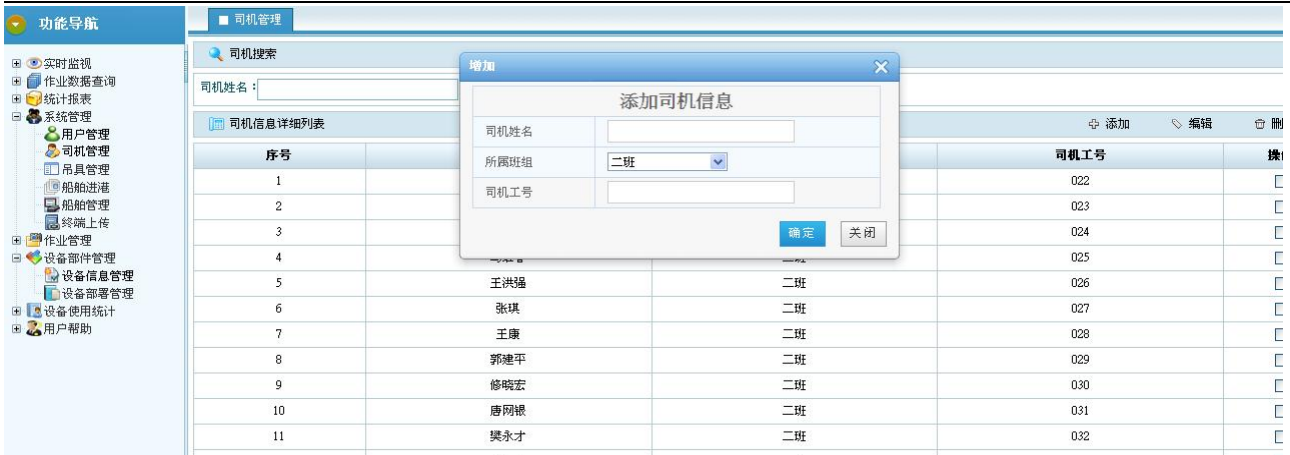 功能导航
实时监视
作业数据查询
统计报表
系统管理
用户管理
司机管理
吊具管理
船舶进港
船舶管理
终端上传
作业管理
设备部件管理
设备信息管理
设备部署管理
设备使用统计
用户帮助
司机管理
司机搜索
司机姓名：
司机信息详细列表 添加 编辑
序号 司机工号
1 022
2 023
3 024
4 025
5 王洪强 二班 026
6 张琪 二班 027
7 王康 二班 028
8 郭建平 二班 029
9 修晓宏 二班 030
10 唐网银 二班 031
11 樊永才 二班 032
增加
添加司机信息
司机姓名
所属班组 二班
司机工号
确定 关闭